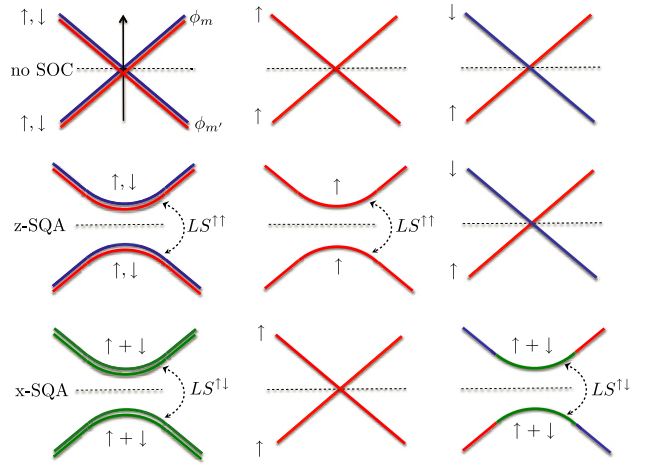 ↑,↓ ϕm ↑ ↓
no SOC
↑,↓ ϕm′ ↑ ↑
↑,↓ ↑ ↓
z-SQA LS↑↑ LS↑↑
↑,↓ ↑ ↑
↑ + ↓ ↑ ↑ + ↓
x-SQA LS↑↓ LS↑↓
↑ + ↓ ↑ ↑ + ↓